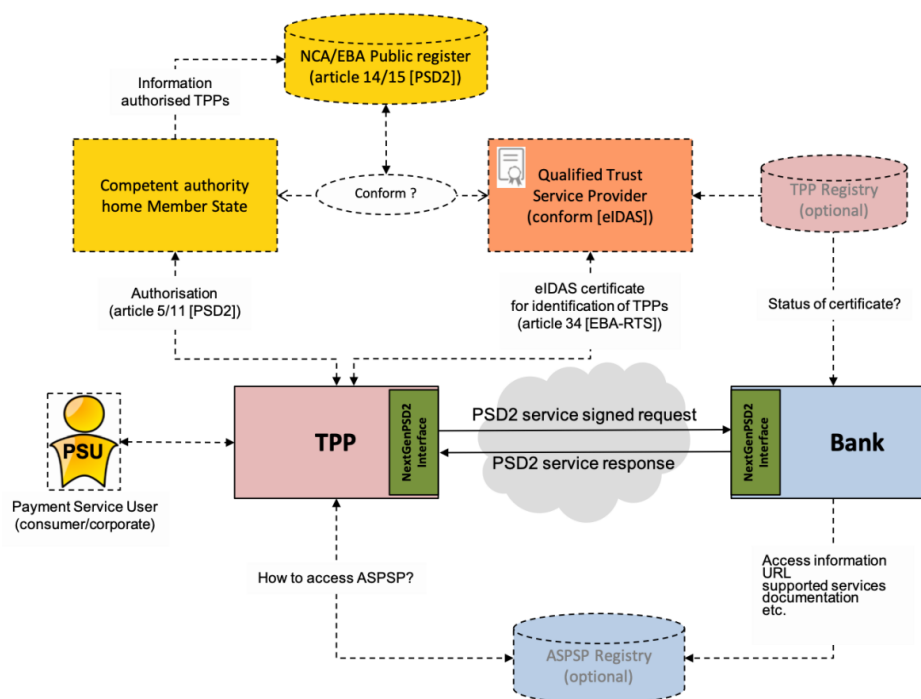 NCA/EBA Public register
(article 14/15 [PSD2])
Information
authorised TPPs
Competent authority
home Member State
Conform ?
Qualified Trust
Service Provider
(conform [eIDAS])
TPP Registry
(optional)
Authorisation
(article 5/11 [PSD2])
eIDAS certificate
for identification of TPPs
(article 34 [EBA-RTS])
Status of certificate?
PSU
Payment Service User
(consumer/corporate)
TPP
NextGenPSD2
Interface
PSD2 service signed request
PSD2 service response
NextGenPSD2
Interface
Bank
How to access ASPSP?
Access information
URL
supported services
documentation
etc.
ASPSP Registry
(optional)